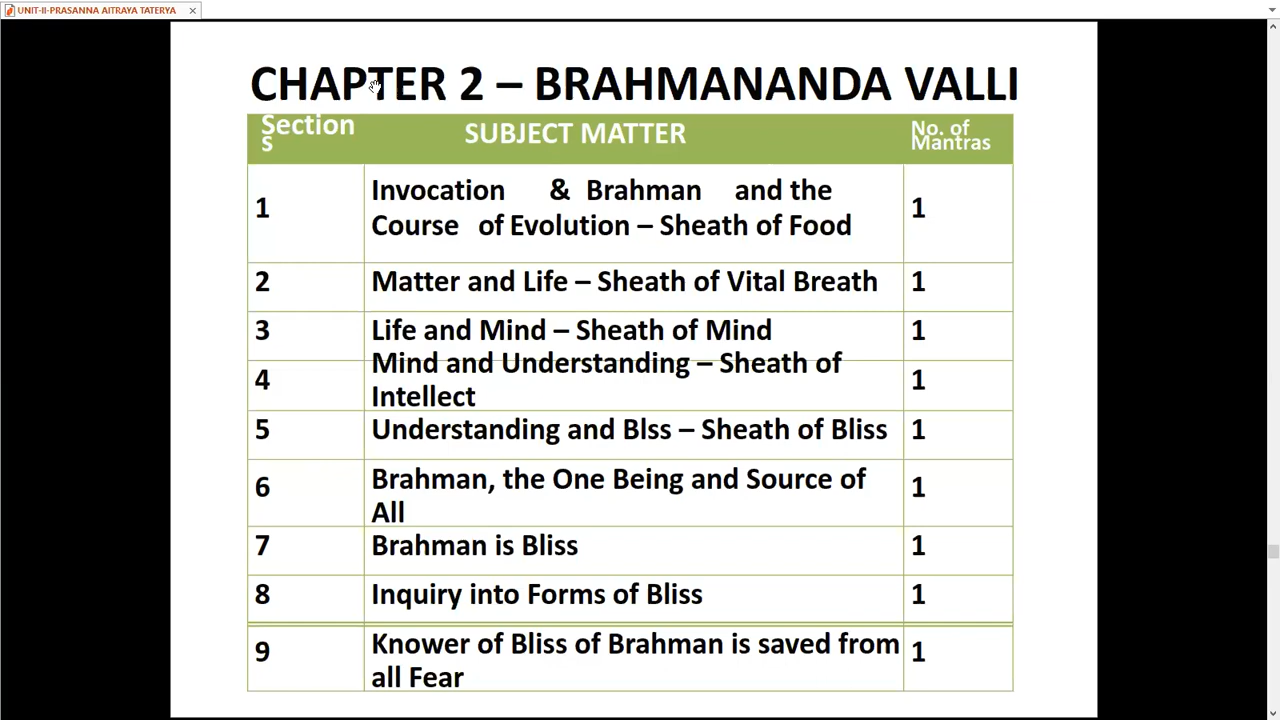 UNIT-II-PRASANNA AITRAYA TATERYA
CHAPTER 2 – BRAHMANANDA VALLI
Section
s
SUBJECT MATTER
No. of
Mantras
1
Invocation & Brahman and the
Course of Evolution – Sheath of Food
1
2
Matter and Life – Sheath of Vital Breath
1
3
Life and Mind – Sheath of Mind
1
4
Mind and Understanding – Sheath of
Intellect
1
5
Understanding and Blss – Sheath of Bliss
1
6
Brahman, the One Being and Source of
All
1
7
Brahman is Bliss
1
8
Inquiry into Forms of Bliss
1
9
Knower of Bliss of Brahman is saved from
all Fear
1